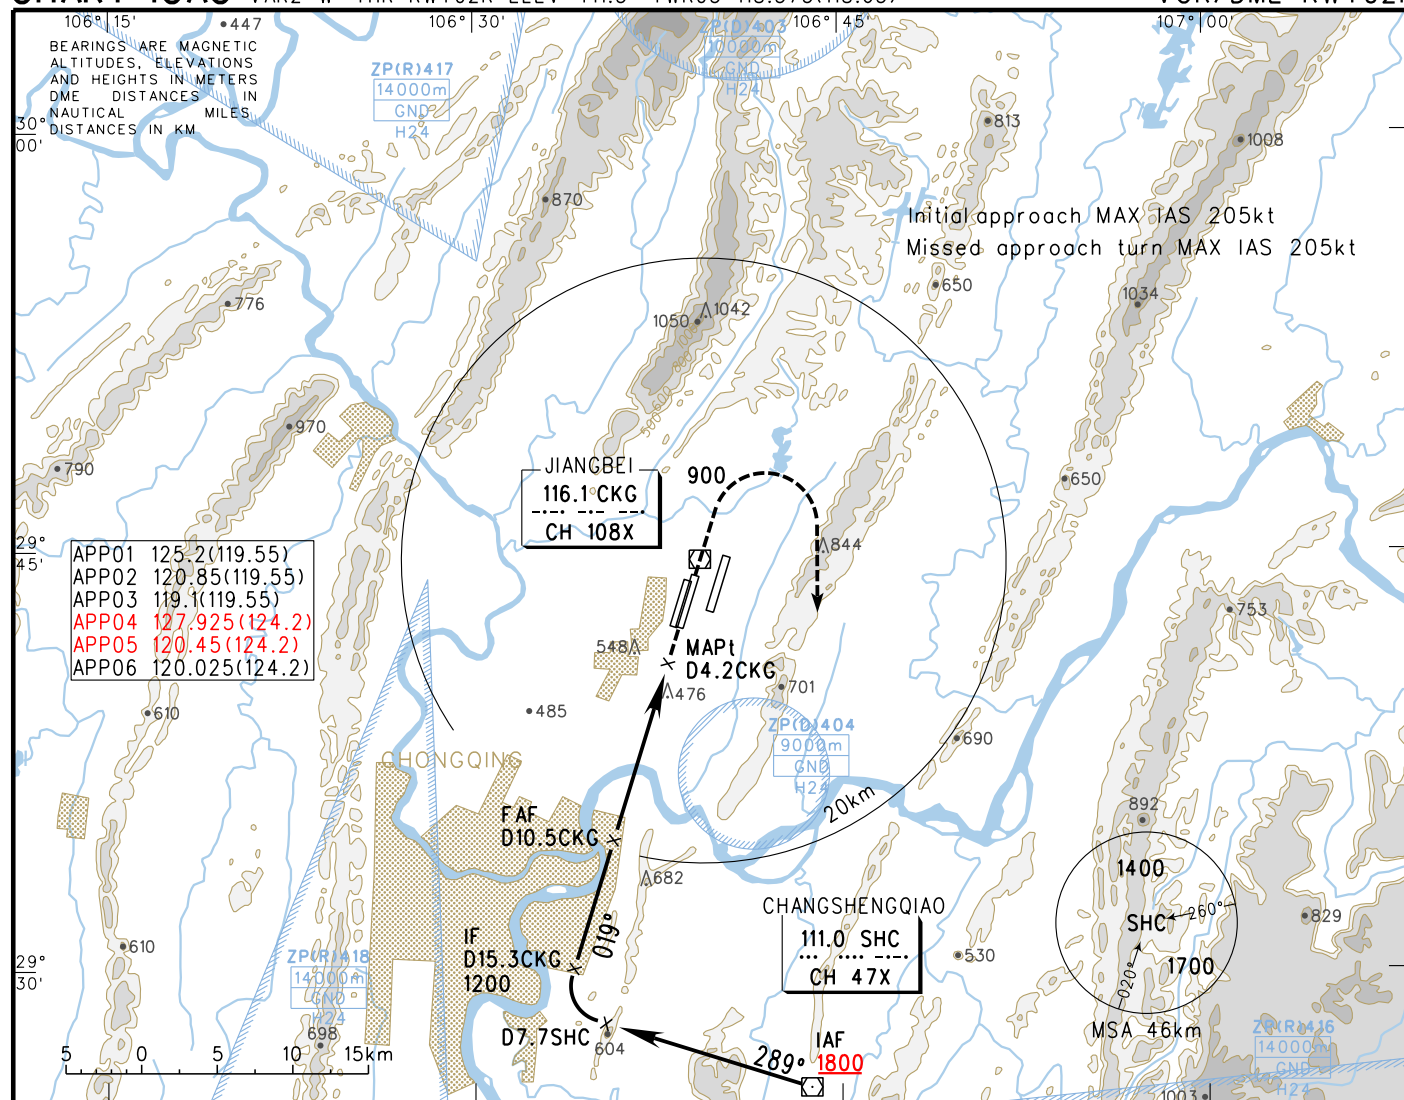 106° 15'
106° 30'
106° 45'
107° 00'
447
BEARINGS ARE MAGNETIC
ALTITUDES, ELEVATIONS
AND HEIGHTS IN METERS
DME DISTANCES IN
NAUTICAL MILES
DISTANCES IN KM
ZP(R)417
14000m
GND
H24
ZP(D)403
10000m
GND
H24
30°
00'
813
1008
870
Initial approach MAX IAS 205kt
Missed approach turn MAX IAS 205kt
650
776
1034
1042
1050
500 600 800 1000
970
790
650
JIANGBEI
116.1 CKG
CH 108X
900
844
29°
45'
APP01 125.2(119.55)
APP02 120.85(119.55)
APP03 119.1(119.55)
APP04 127.925(124.2)
APP05 120.45(124.2)
APP06 120.025(124.2)
753
548
MAPt
D4.2CKG
476
701
610
485
ZP(D)404
9000m
GND
H24
690
CHONGQING
20km
892
FAF
D10.5CKG
682
1400
SHC
260°
020°
1700
MSA 46km
829
CHANGSHENGQIAO
111.0 SHC
CH 47X
019°
IF
D15.3CKG
1200
610
530
29°
30'
ZP(R)418
14000m
GND
H24
698
D7.7SHC
604
289°
IAF
1800
ZP(R)416
14000m
GND
H24
5 0 5 10 15km
1003